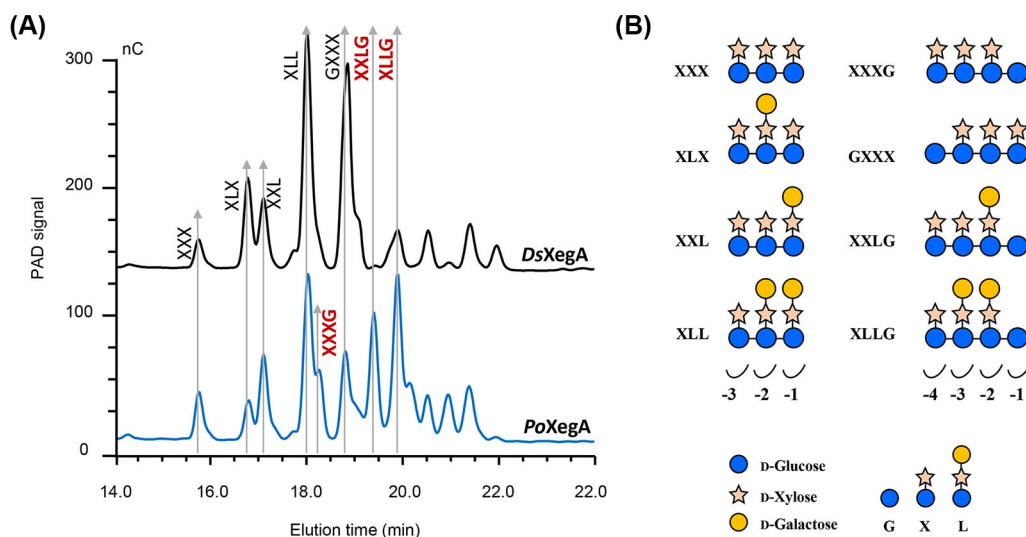 (A)
nC
PAD signal
300
200
100
0
XXX
XLX
XXL
XLL
GXXX
XXLG
XLLG
DsXegA
XXXG
PoXegA
14.0 16.0 18.0 20.0 22.0 22.0
Elution time (min)
(B)
XXX XXXG
XLX GXXX
XXL XXLG
XLL XLLG
-3 -2 -1 -4 -3 -2 -1
D-Glucose
D-Xylose
D-Galactose
G X L